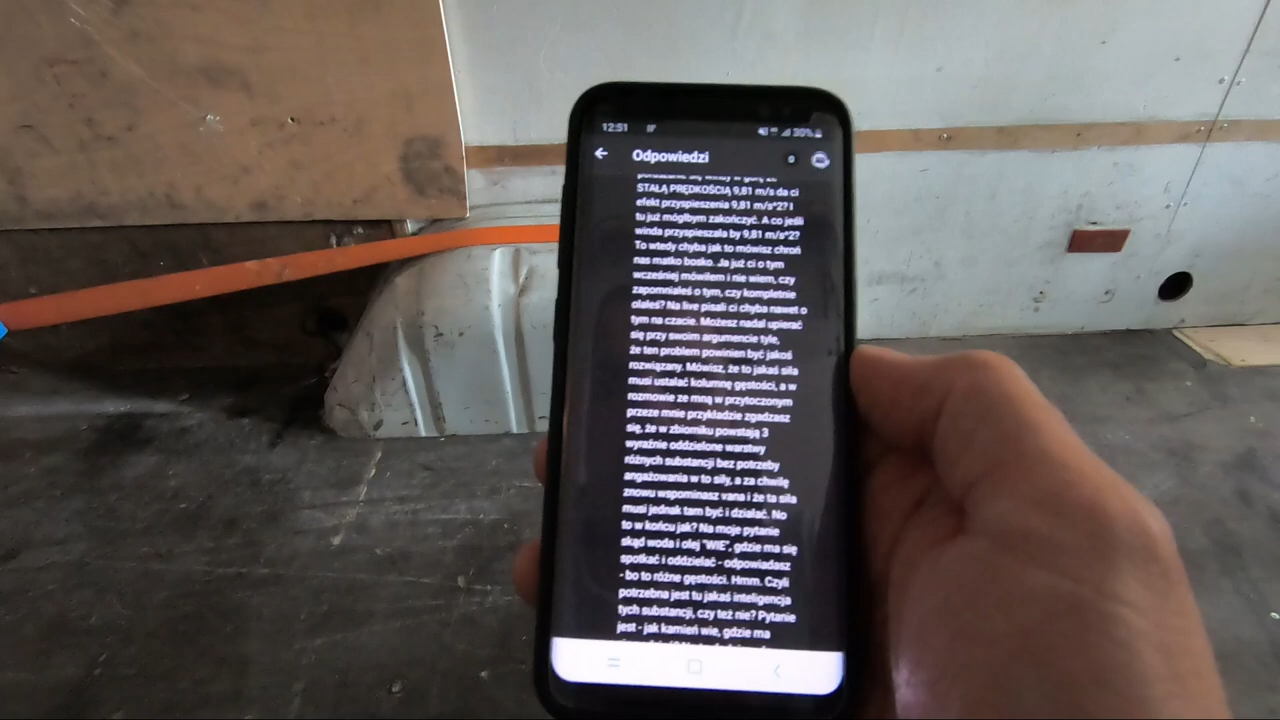 12:51
30%
Odpowiedzi
0
STAŁĄ PRĘDKOŚCIĄ 9,81 m/s da ci
efekt przyspieszenia 9,81 m/s^2? I
tu już mógłbym zakończyć. A co jeśli
winda przyspieszała by 9,81 m/s^2?
To wtedy chyba jak to mówisz chroń
nas matko bosko. Ja już ci o tym
wcześniej mówiłem i nie wiem, czy
zapomniałeś o tym, czy kompletnie
olałeś? Na live pisali ci chyba nawet o
tym na czacie. Możesz nadal upierać
się przy swoim argumencie tyle,
że ten problem powinien być jakoś
rozwiązany. Mówisz, że to jakaś siła
musi ustalać kolumnę gęstości, a w
rozmowie ze mną w przytoczonym
przeze mnie przykładzie zgadzasz
się, że w zbiorniku powstają 3
wyraźnie oddzielone warstwy
różnych substancji bez potrzeby
angażowania w to siły, a za chwilę
znowu wspominasz vana i że ta siła
musi jednak tam być i działać. No
to w końcu jak? Na moje pytanie
skąd woda i olej "WIE", gdzie ma się
spotkać i oddzielać - odpowiadasz
- bo to różne gęstości. Hmm. Czyli
potrzebna jest tu jakaś inteligencja
tych substancji, czy też nie? Pytanie
jest - jak kamień wie, gdzie ma